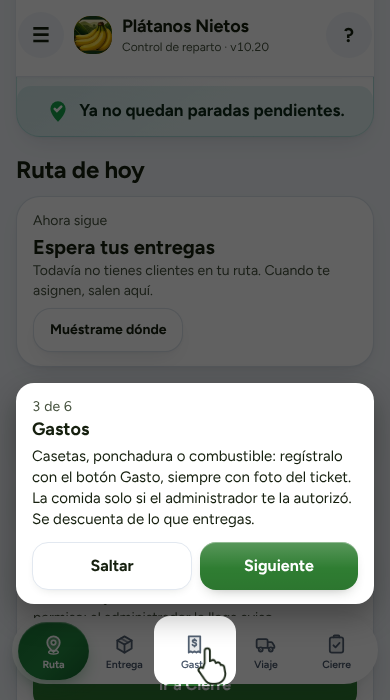 Plátanos Nietos
Control de reparto · v10.20
?
Ya no quedan paradas pendientes.
Ruta de hoy
Ahora sigue
Espera tus entregas
Todavía no tienes clientes en tu ruta. Cuando te
asignen, salen aquí.
Muéstrame dónde
3 de 6
Gastos
Casetas, ponchadura o combustible: regístralo
con el botón Gasto, siempre con foto del ticket.
La comida solo si el administrador te la autorizó.
Se descuenta de lo que entregas.
Saltar
Siguiente
Ruta
Entrega
Gast
Viaje
Cierre
Ir a Cierre